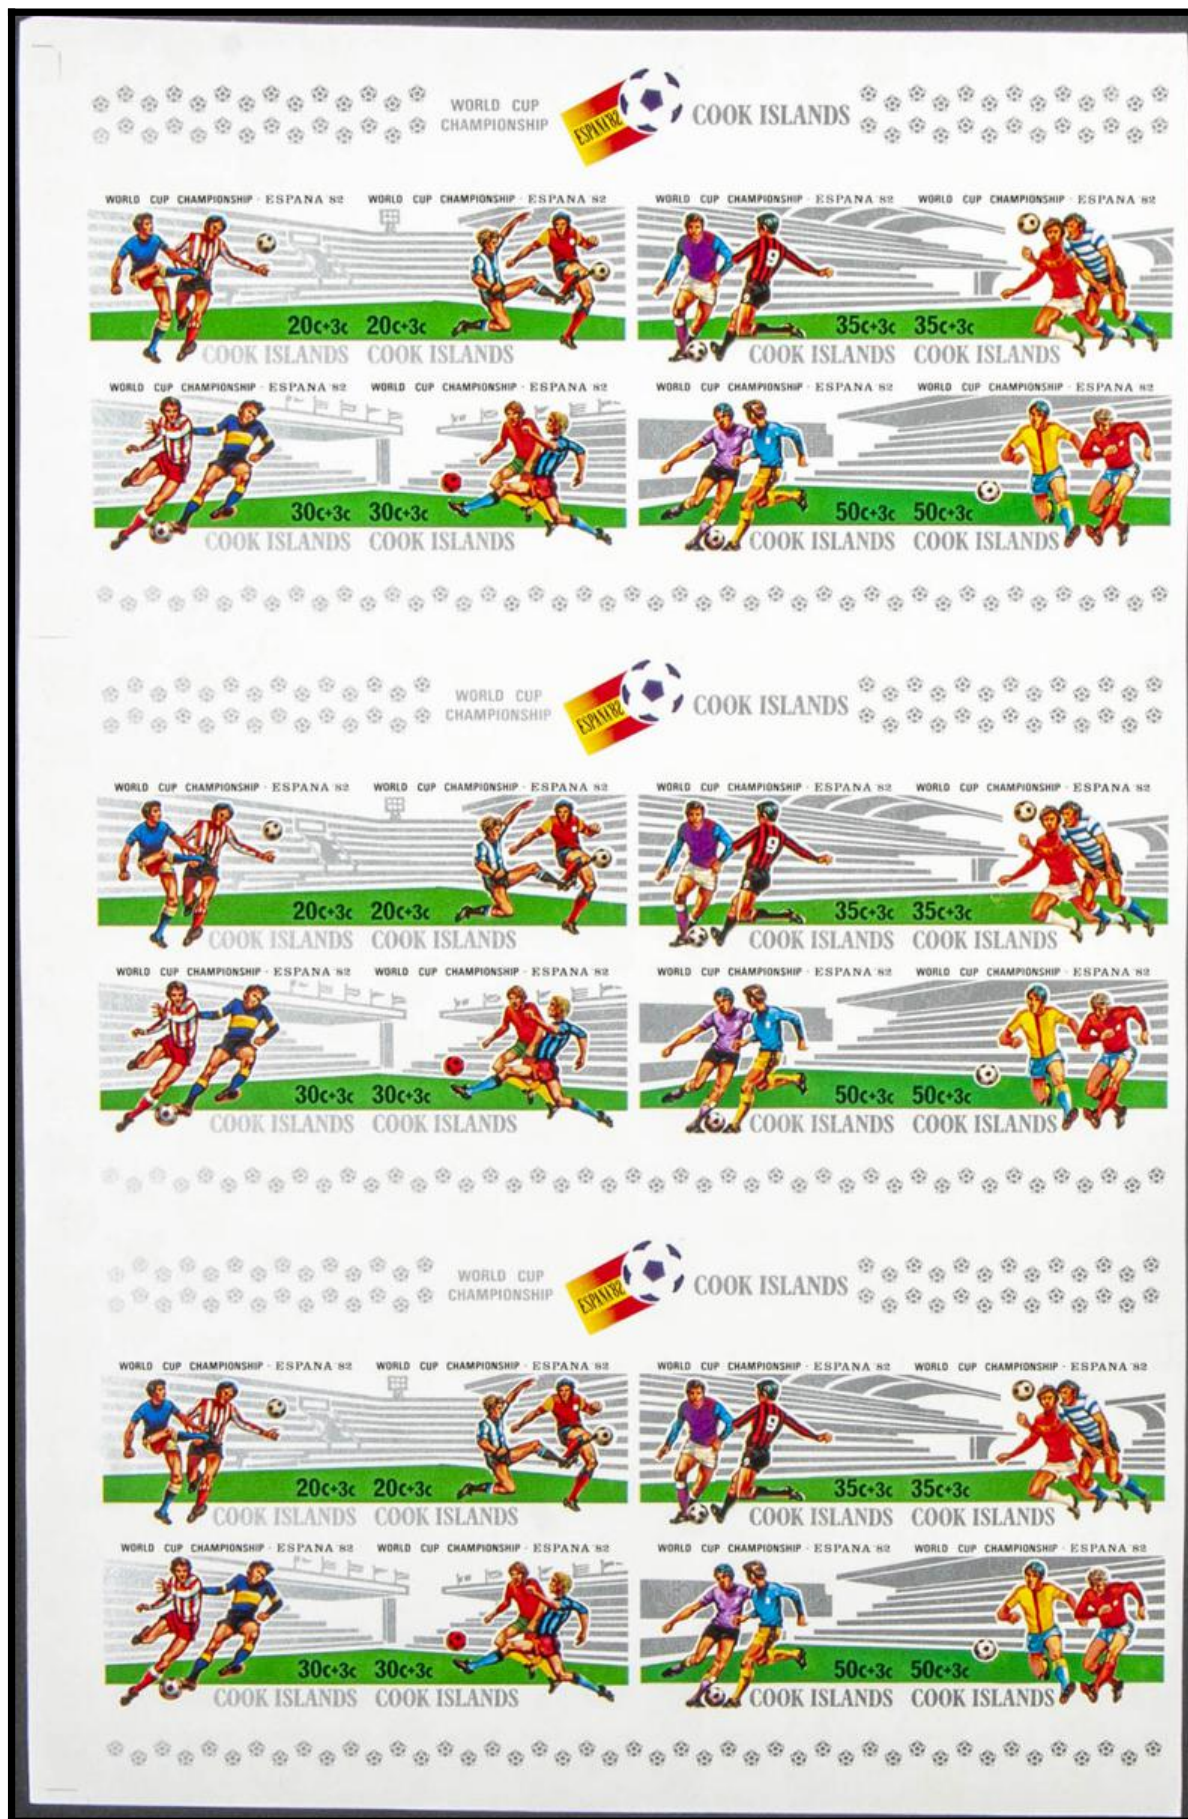 WORLD CUP
CHAMPIONSHIP
ESPAÑA'82
COOK ISLANDS
WORLD CUP CHAMPIONSHIP · ESPANA '82 WORLD CUP CHAMPIONSHIP · ESPANA '82 WORLD CUP CHAMPIONSHIP · ESPANA '82 WORLD CUP CHAMPIONSHIP · ESPANA '82
9
20c+3c 20c+3c 35c+3c 35c+3c
COOK ISLANDS COOK ISLANDS COOK ISLANDS COOK ISLANDS
WORLD CUP CHAMPIONSHIP · ESPANA '82 WORLD CUP CHAMPIONSHIP · ESPANA '82 WORLD CUP CHAMPIONSHIP · ESPANA '82 WORLD CUP CHAMPIONSHIP · ESPANA '82
30c+3c 30c+3c 50c+3c 50c+3c
COOK ISLANDS COOK ISLANDS COOK ISLANDS COOK ISLANDS
WORLD CUP
CHAMPIONSHIP
ESPAÑA'82
COOK ISLANDS
WORLD CUP CHAMPIONSHIP · ESPANA '82 WORLD CUP CHAMPIONSHIP · ESPANA '82 WORLD CUP CHAMPIONSHIP · ESPANA '82 WORLD CUP CHAMPIONSHIP · ESPANA '82
9
20c+3c 20c+3c 35c+3c 35c+3c
COOK ISLANDS COOK ISLANDS COOK ISLANDS COOK ISLANDS
WORLD CUP CHAMPIONSHIP · ESPANA '82 WORLD CUP CHAMPIONSHIP · ESPANA '82 WORLD CUP CHAMPIONSHIP · ESPANA '82 WORLD CUP CHAMPIONSHIP · ESPANA '82
30c+3c 30c+3c 50c+3c 50c+3c
COOK ISLANDS COOK ISLANDS COOK ISLANDS COOK ISLANDS
WORLD CUP
CHAMPIONSHIP
ESPAÑA'82
COOK ISLANDS
WORLD CUP CHAMPIONSHIP · ESPANA '82 WORLD CUP CHAMPIONSHIP · ESPANA '82 WORLD CUP CHAMPIONSHIP · ESPANA '82 WORLD CUP CHAMPIONSHIP · ESPANA '82
9
20c+3c 20c+3c 35c+3c 35c+3c
COOK ISLANDS COOK ISLANDS COOK ISLANDS COOK ISLANDS
WORLD CUP CHAMPIONSHIP · ESPANA '82 WORLD CUP CHAMPIONSHIP · ESPANA '82 WORLD CUP CHAMPIONSHIP · ESPANA '82 WORLD CUP CHAMPIONSHIP · ESPANA '82
30c+3c 30c+3c 50c+3c 50c+3c
COOK ISLANDS COOK ISLANDS COOK ISLANDS COOK ISLANDS